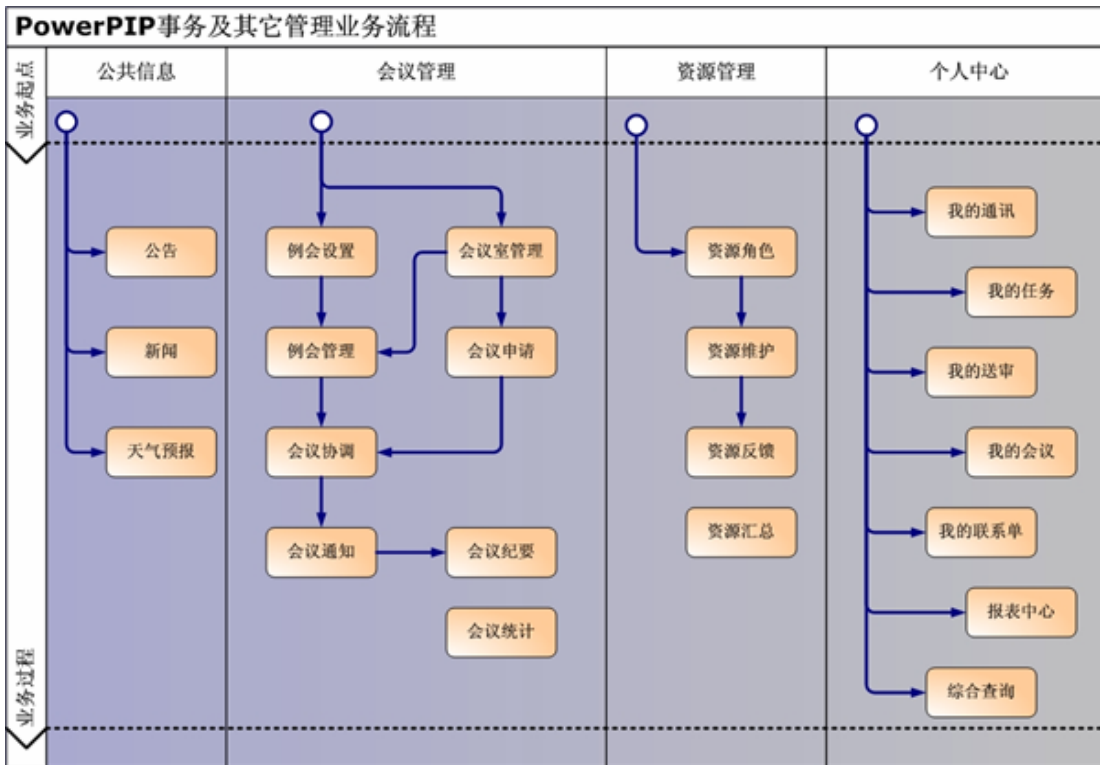 PowerPIP事务及其它管理业务流程
业务起点
公共信息
会议管理
资源管理
个人中心
业务过程
公告
新闻
天气预报
例会设置
会议室管理
例会管理
会议申请
会议协调
会议通知
会议纪要
会议统计
资源角色
资源维护
资源反馈
资源汇总
我的通讯
我的任务
我的送审
我的会议
我的联系单
报表中心
综合查询